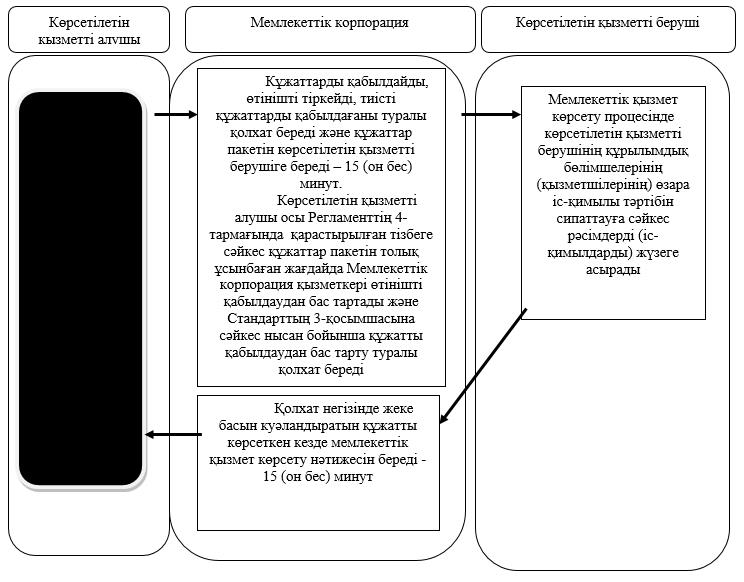 Көрсетілетін
қызметті алушы
Мемлекеттік корпорация
Көрсетілетін қызметті беруші
Құжаттарды қабылдайды,
өтінішті тіркейді, тиісті
құжаттарды қабылдағаны туралы
қолхат береді және құжаттар
пакетін көрсетілетін қызметті
берушіге береді – 15 (он бес)
минут.
Көрсетілетін қызметті
алушы осы Регламенттің 4-
тармағында қарастырылған тізбеге
сәйкес құжаттар пакетін толық
ұсынбаған жағдайда Мемлекеттік
корпорация қызметкері өтінішті
қабылдаудан бас тартады және
Стандарттың 3-қосымшасына
сәйкес нысан бойынша құжатты
қабылдаудан бас тарту туралы
қолхат береді
Мемлекеттік қызмет
көрсету процесінде
көрсетілетін қызметті
берушінің құрылымдық
бөлімшелерінің
(қызметшілерінің) өзара
іс-қимылы тәртібін
сипаттауға сәйкес
рәсімдерді (іс-
қимылдарды) жүзеге
асырады
Қолхат негізінде жеке
басын куәландыратын құжатты
көрсеткен кезде мемлекеттік
қызмет көрсету нәтижесін береді -
15 (он бес) минут